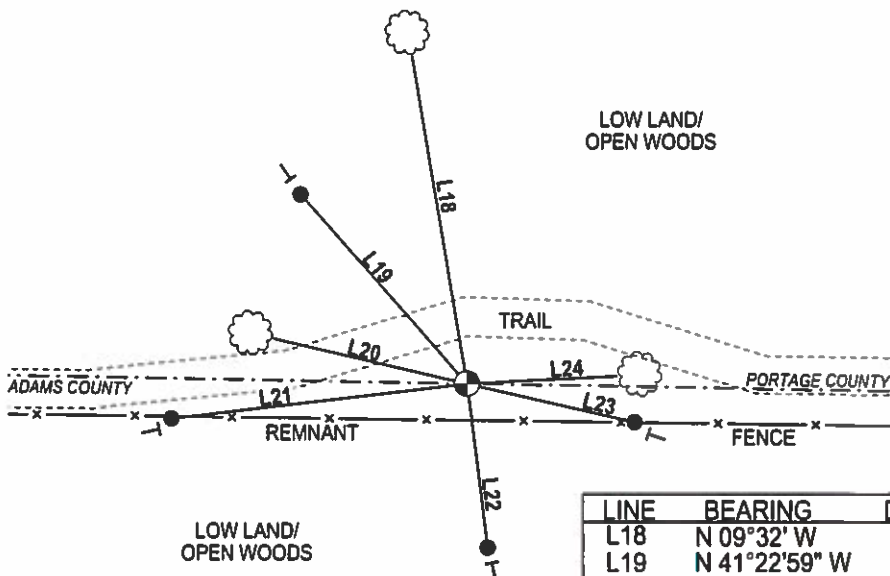 LOW LAND/
OPEN WOODS
L18
L19
TRAIL
L20
L24
ADAMS COUNTY
PORTAGE COUNTY
L21
L23
REMNANT
FENCE
L22
LOW LAND/
OPEN WOODS
LINE BEARING
L18 N 09°32' W
L19 N 41°22'59" W